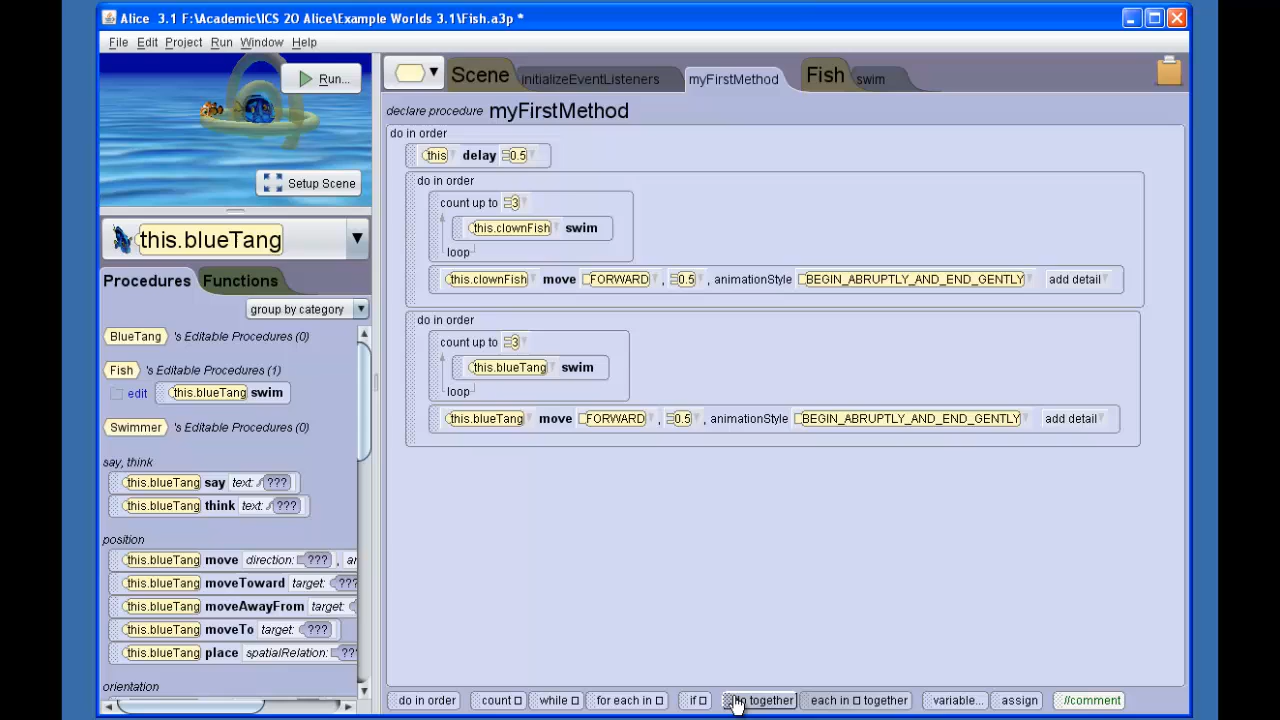 Alice 3.1 F:\Academic\ICS 20 Alice\Example Worlds 3.1\Fish.a3p *
File Edit Project Run Window Help
Run...
Setup Scene
this.blueTang
Procedures Functions
group by category
BlueTang 's Editable Procedures (0)
Fish 's Editable Procedures (1)
edit this.blueTang swim
Swimmer 's Editable Procedures (0)
say, think
this.blueTang say text: ???
this.blueTang think text: ???
position
this.blueTang move direction: ??? ,
this.blueTang moveToward target: ???
this.blueTang moveAwayFrom target:
this.blueTang moveTo target: ???
this.blueTang place spatialRelation: ??
orientation
Scene initializeEventListeners myFirstMethod Fish swim
declare procedure myFirstMethod
do in order
this delay 0.5
do in order
count up to 3
this.clownFish swim
loop
this.clownFish move FORWARD , 0.5 , animationStyle BEGIN_ABRUPTLY_AND_END_GENTLY add detail
do in order
count up to 3
this.blueTang swim
loop
this.blueTang move FORWARD , 0.5 , animationStyle BEGIN_ABRUPTLY_AND_END_GENTLY add detail
do in order count while for each in if together each in together variable... assign //comment